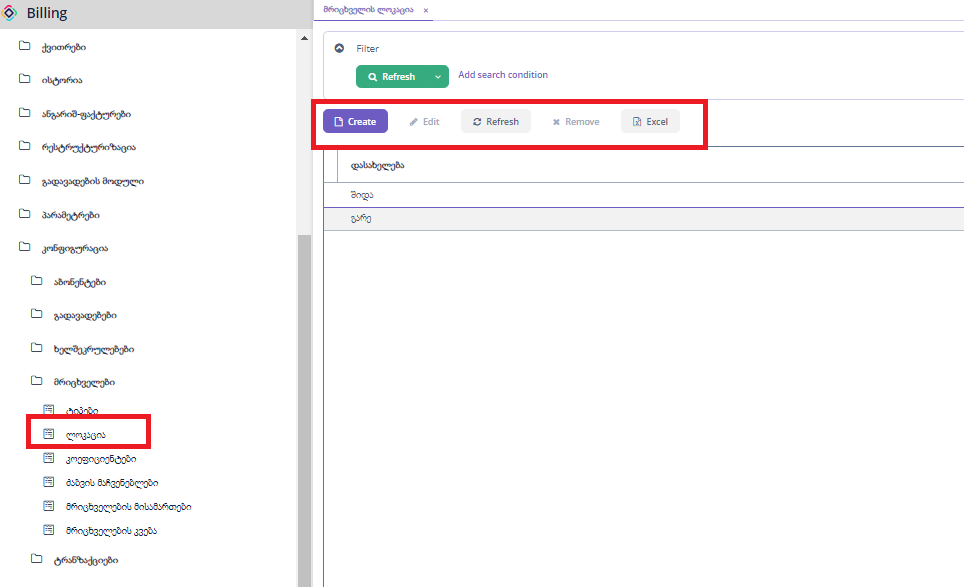 Billing
ქვითრები
ისტორია
ანგარიშ-ფაქტურები
რესტრუქტურიზაცია
გადავადების მოდული
პარამეტრები
კონფიგურაცია
აბონენტები
გადავადებები
ხელშეკრულებები
მრიცხველები
ტიპები
ლოკაცია
კოეფიციენტები
ძაბვის მაჩვენებლები
მრიცხველების მისამართები
მრიცხველების კვება
ტრანზაქციები
მრიცხველის ლოკაცია ×
Filter
Refresh Add search condition
Create Edit Refresh Remove Excel
დასახელება
შიდა
გარე